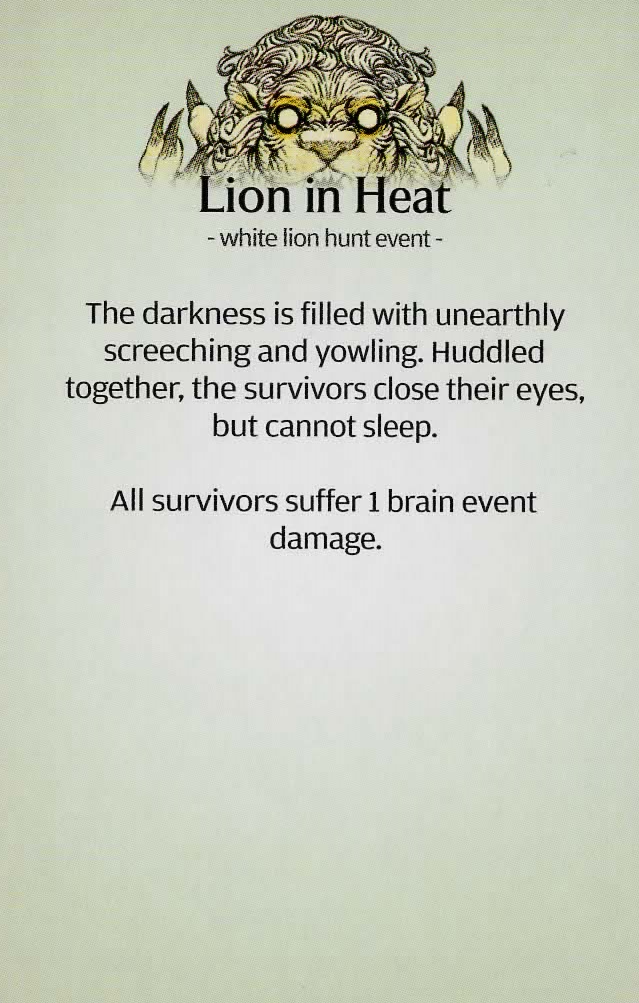 Lion in Heat
- white lion hunt event -
The darkness is filled with unearthly
screeching and yowling. Huddled
together, the survivors close their eyes,
but cannot sleep.
All survivors suffer 1 brain event
damage.